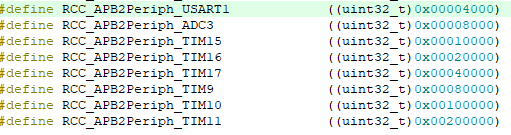 #define RCC_APB2Periph_USART1 ((uint32_t)0x00004000)
#define RCC_APB2Periph_ADC3 ((uint32_t)0x00008000)
#define RCC_APB2Periph_TIM15 ((uint32_t)0x00010000)
#define RCC_APB2Periph_TIM16 ((uint32_t)0x00020000)
#define RCC_APB2Periph_TIM17 ((uint32_t)0x00040000)
#define RCC_APB2Periph_TIM9 ((uint32_t)0x00080000)
#define RCC_APB2Periph_TIM10 ((uint32_t)0x00100000)
#define RCC_APB2Periph_TIM11 ((uint32_t)0x00200000)